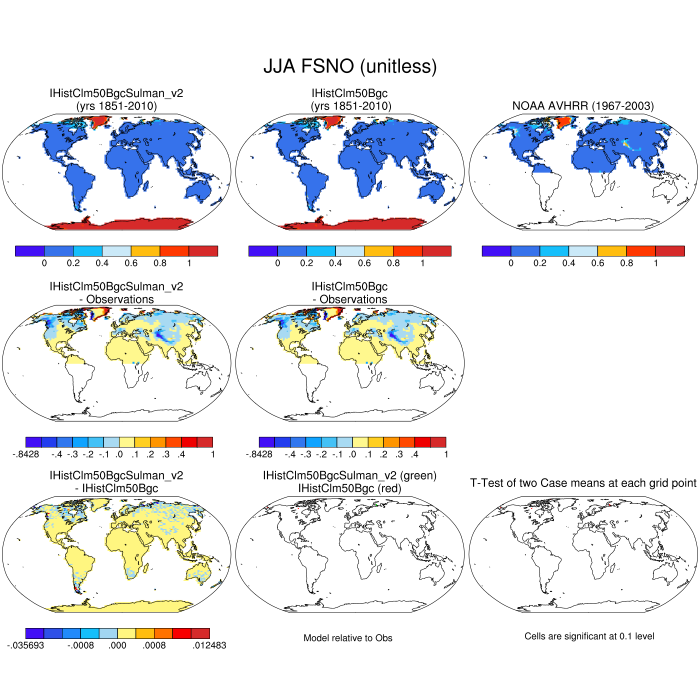 JJA FSNO (unitless)
IHistClm50BgcSulman_v2
(yrs 1851-2010)
IHistClm50Bgc
(yrs 1851-2010)
NOAA AVHRR (1967-2003)
0 0.2 0.4 0.6 0.8 1
0 0.2 0.4 0.6 0.8 1
0 0.2 0.4 0.6 0.8 1
IHistClm50BgcSulman_v2
- Observations
IHistClm50Bgc
- Observations
-.8428 -.4 -.3 -.2 -.1 .0 .1 .2 .3 .4 1
-.8428 -.4 -.3 -.2 -.1 .0 .1 .2 .3 .4 1
IHistClm50BgcSulman_v2
- IHistClm50Bgc
IHistClm50BgcSulman_v2 (green)
IHistClm50Bgc (red)
T-Test of two Case means at each grid point
-.035693 -.0008 .000 .0008 .012483
Model relative to Obs
Cells are significant at 0.1 level